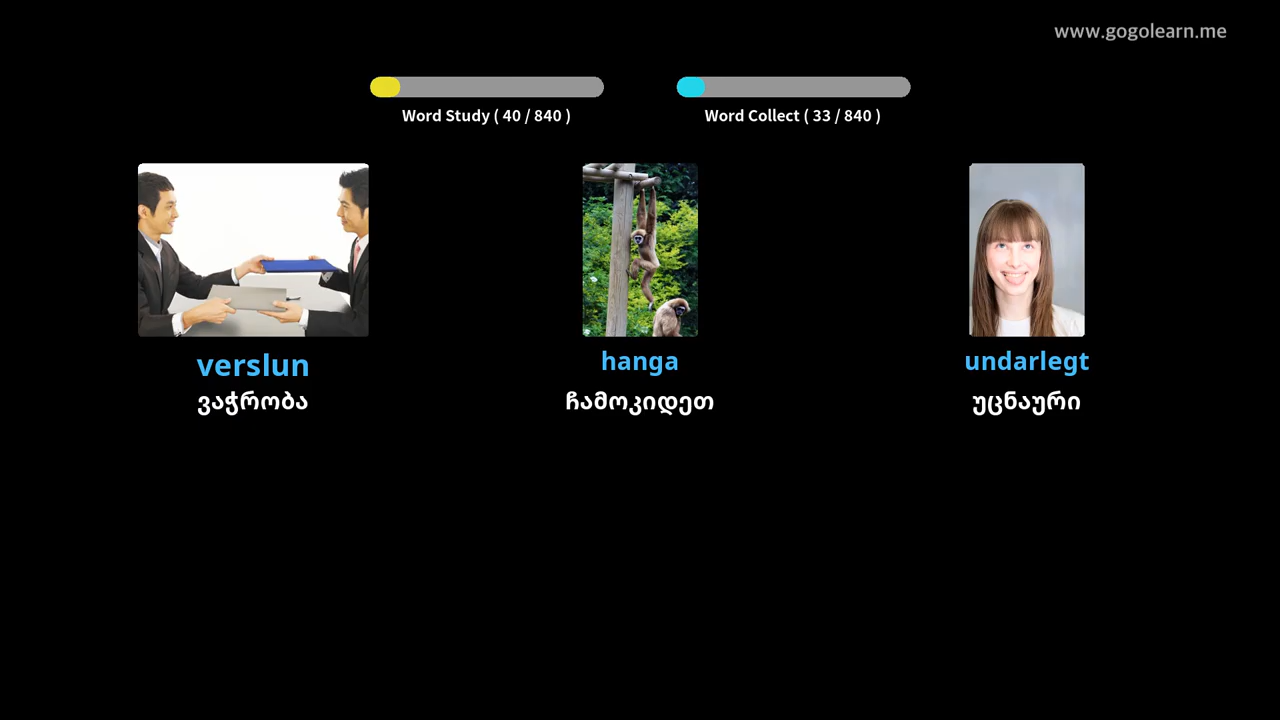 www.gogolearn.me
Word Study ( 40 / 840 )
Word Collect ( 33 / 840 )
verslun
ვაჭრობა
hanga
ჩამოკიდეთ
undarlegt
უცნაური